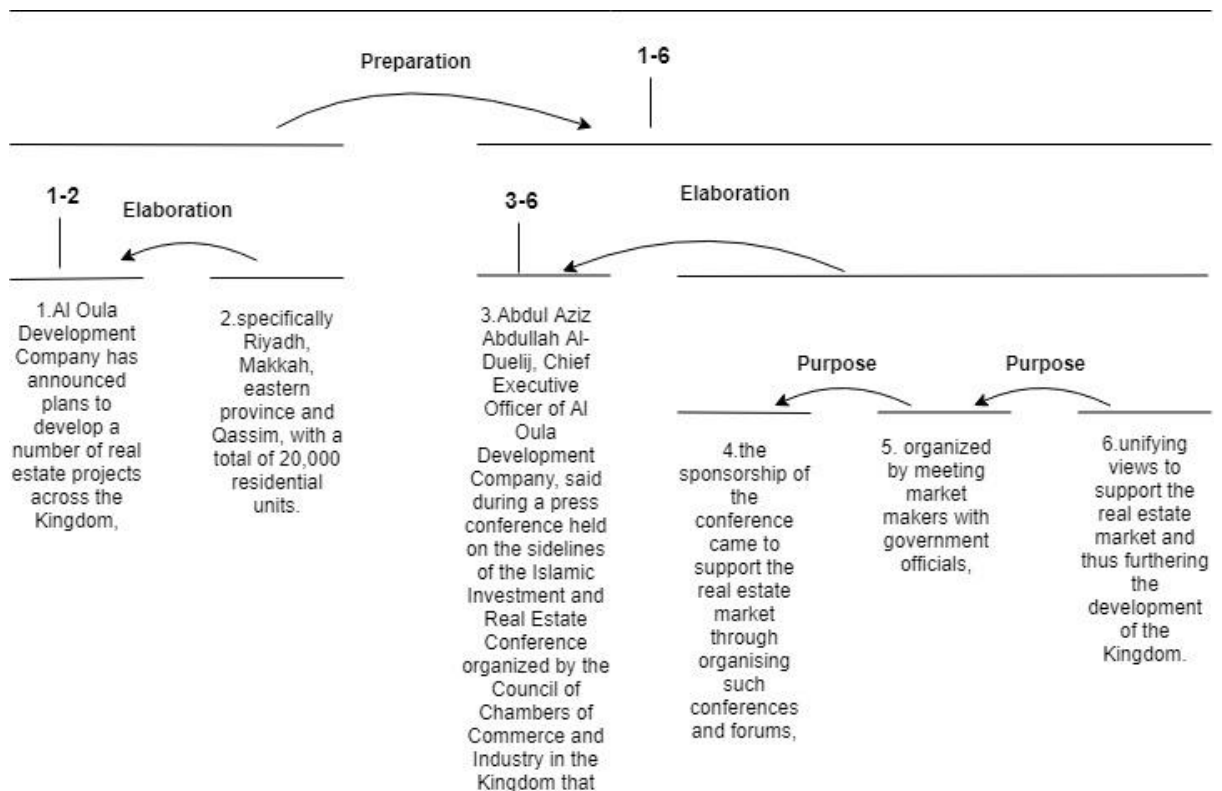 Preparation
1-6
1-2
Elaboration
3-6
Elaboration
1.Al Oula
Development
Company has
announced
plans to
develop a
number of real
estate projects
across the
Kingdom,
2.specifically
Riyadh,
Makkah,
eastern
province and
Qassim, with a
total of 20,000
residential
units.
3.Abdul Aziz
Abdullah Al-
Duelij, Chief
Executive
Officer of Al
Oula
Development
Company, said
during a press
conference held
on the sidelines
of the Islamic
Investment and
Real Estate
Conference
organized by the
Council of
Chambers of
Commerce and
Industry in the
Kingdom that
Purpose
Purpose
4.the
sponsorship of
the
conference
came to
support the
real estate
market
through
organising
such
conferences
and forums,
5. organized
by meeting
market
makers with
government
officials,
6.unifying
views to
support the
real estate
market and
thus furthering
the
development
of the
Kingdom.